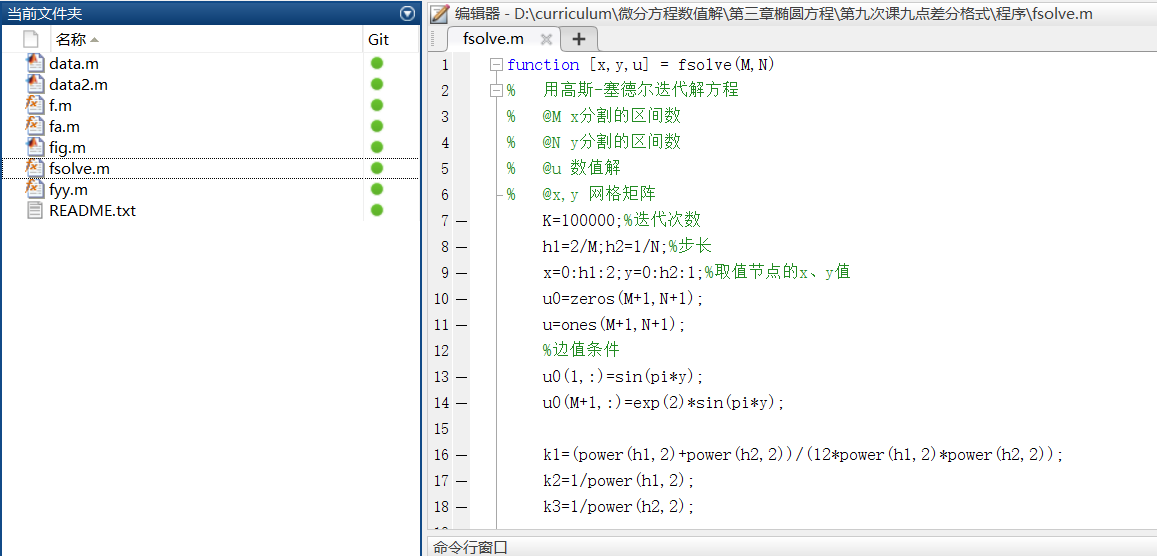 当前文件夹
名称 Git
data.m
data2.m
f.m
fa.m
fig.m
fsolve.m
fyy.m
README.txt
编辑器 - D:\curriculum\微分方程数值解\第三章椭圆方程\第九次课九点差分格式\程序\fsolve.m
fsolve.m
1 function [x,y,u] = fsolve(M,N)
2 % 用高斯-塞德尔迭代解方程
3 % @M x分割的区间数
4 % @N y分割的区间数
5 % @u 数值解
6 % @x,y 网格矩阵
7 — K=100000;%迭代次数
8 — h1=2/M;h2=1/N;%步长
9 — x=0:h1:2;y=0:h2:1;%取值节点的x、y值
10 — u0=zeros(M+1,N+1);
11 — u=ones(M+1,N+1);
12 %边值条件
13 — u0(1,:)=sin(pi*y);
14 — u0(M+1,:)=exp(2)*sin(pi*y);
15
16 — k1=(power(h1,2)+power(h2,2))/(12*power(h1,2)*power(h2,2));
17 — k2=1/power(h1,2);
18 — k3=1/power(h2,2);
命令行窗口